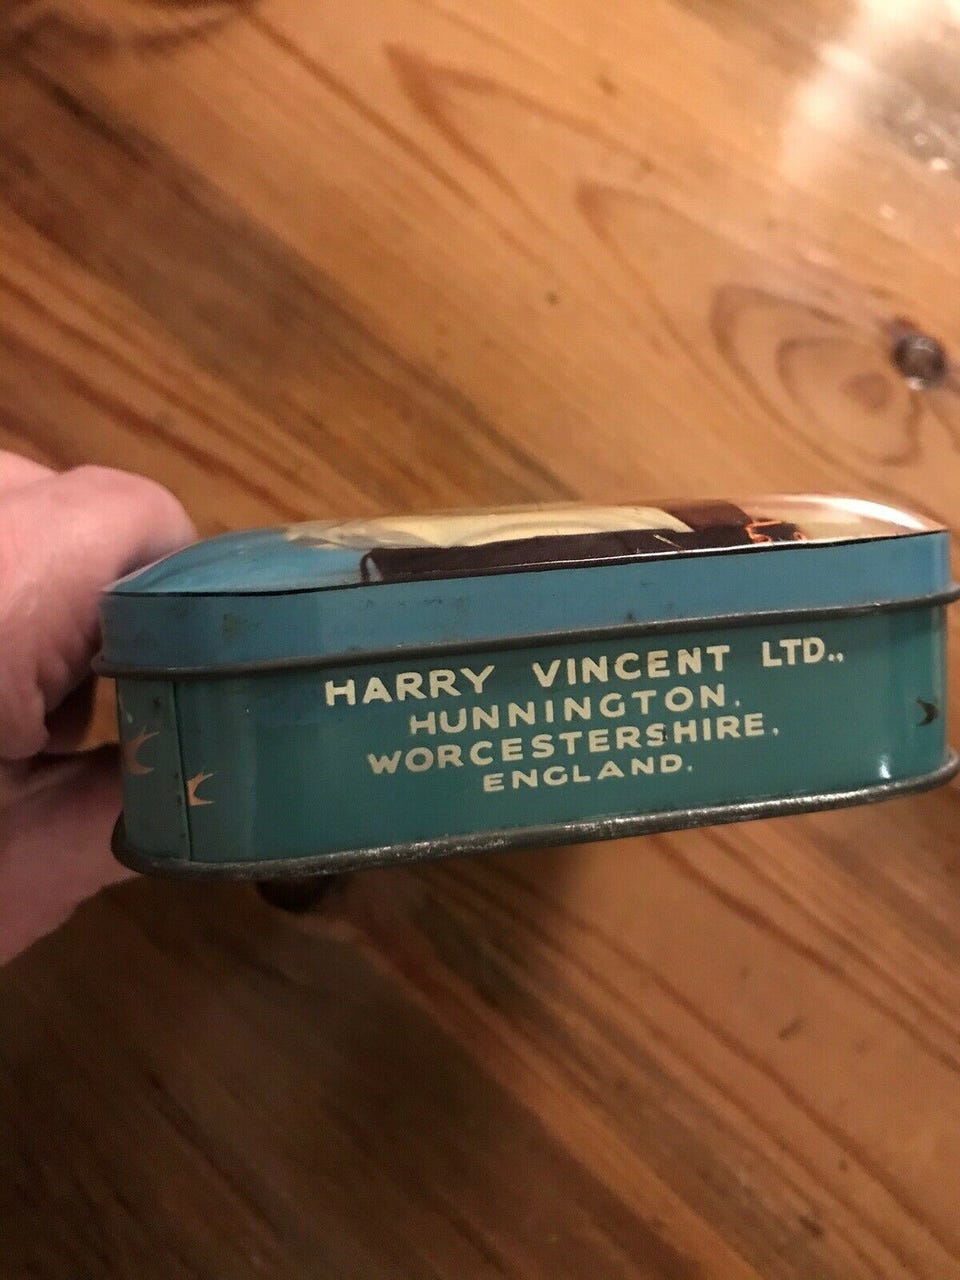 HARRY VINCENT LTD.,
HUNNINGTON.
WORCESTERSHIRE.
ENGLAND.